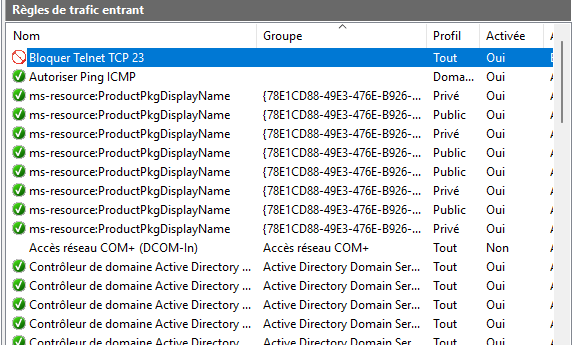 Règles de trafic entrant
Nom Groupe Profil Activée A
Bloquer Telnet TCP 23 Tout Oui
Autoriser Ping ICMP Doma... Oui A
ms-resource:ProductPkgDisplayName {78E1CD88-49E3-476E-B926-... Privé Oui A
ms-resource:ProductPkgDisplayName {78E1CD88-49E3-476E-B926-... Public Oui A
ms-resource:ProductPkgDisplayName {78E1CD88-49E3-476E-B926-... Privé Oui A
ms-resource:ProductPkgDisplayName {78E1CD88-49E3-476E-B926-... Public Oui A
ms-resource:ProductPkgDisplayName {78E1CD88-49E3-476E-B926-... Public Oui A
ms-resource:ProductPkgDisplayName {78E1CD88-49E3-476E-B926-... Privé Oui A
ms-resource:ProductPkgDisplayName {78E1CD88-49E3-476E-B926-... Public Oui A
ms-resource:ProductPkgDisplayName {78E1CD88-49E3-476E-B926-... Privé Oui A
Accès réseau COM+ (DCOM-In) Accès réseau COM+ Tout Non A
Contrôleur de domaine Active Directory ... Active Directory Domain Ser... Tout Oui A
Contrôleur de domaine Active Directory ... Active Directory Domain Ser... Tout Oui A
Contrôleur de domaine Active Directory ... Active Directory Domain Ser... Tout Oui A
Contrôleur de domaine Active Directory ... Active Directory Domain Ser... Tout Oui A
Contrôleur de domaine Active Directory ... Active Directory Domain Ser... Tout Oui A